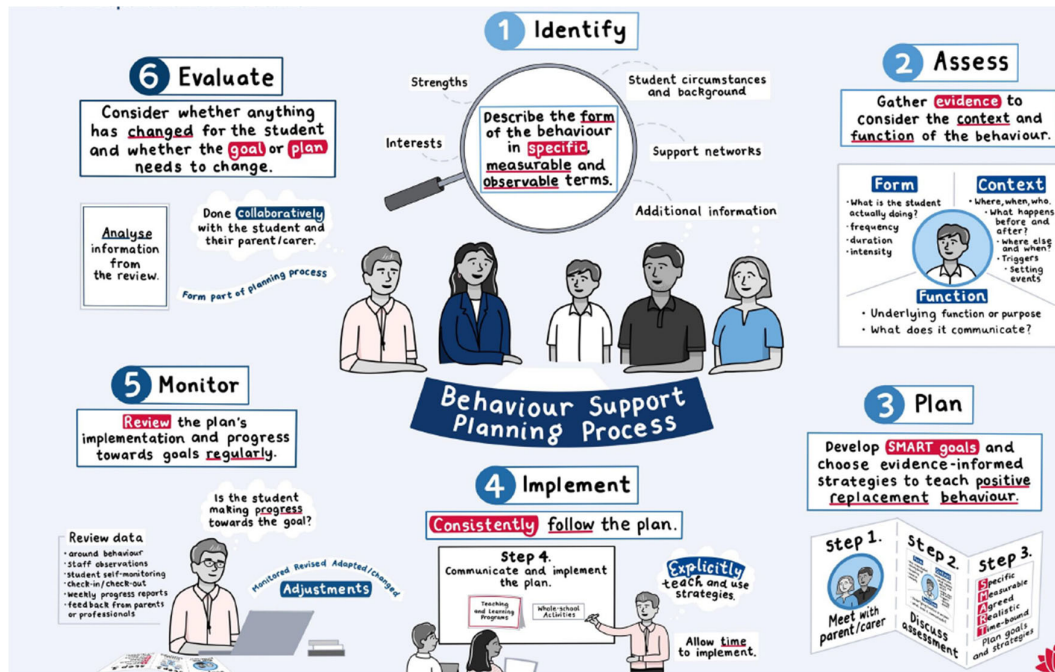 1 Identify
Strengths
Interests
Describe the form
of the behaviour
in specific,
measurable and
observable terms.
Student circumstances
and background
Support networks
Additional information
2 Assess
Gather evidence to
consider the context and
function of the behaviour.
Form
• What is the student
actually doing?
• frequency
• duration
• intensity
Context
• Where, when, who.
• What happens
before and
after?
• Where else
and when?
• Triggers
• Setting
events
Function
• Underlying function or purpose
• What does it communicate?
3 Plan
Develop SMART goals and
choose evidence-informed
strategies to teach positive
replacement behaviour.
Step 1.
Meet with
parent/carer
Step 2.
Discuss
assessment
Step 3.
Specific
Measurable
Agreed
Realistic
Time-bound
Plan goals
and strategies
Behaviour Support
Planning Process
4 Implement
Consistently follow the plan.
Step 4.
Communicate and implement
the plan.
Teaching
and Learning
Programs
Whole-school
Activities
Explicitly
teach and use
strategies.
Allow time
to implement.
5 Monitor
Review the plan's
implementation and progress
towards goals regularly.
Is the student
making progress
towards the goal?
Review data
• around behaviour
• staff observations
• student self-monitoring
• check-in/check-out
• weekly progress reports
• feedback from parents
or professionals
Monitored Revised Adapted/changed
Adjustments
6 Evaluate
Consider whether anything
has changed for the student
and whether the goal or plan
needs to change.
Analyse
information
from the
review.
Done collaboratively
with the student and
their parent/carer.
Form part of planning process